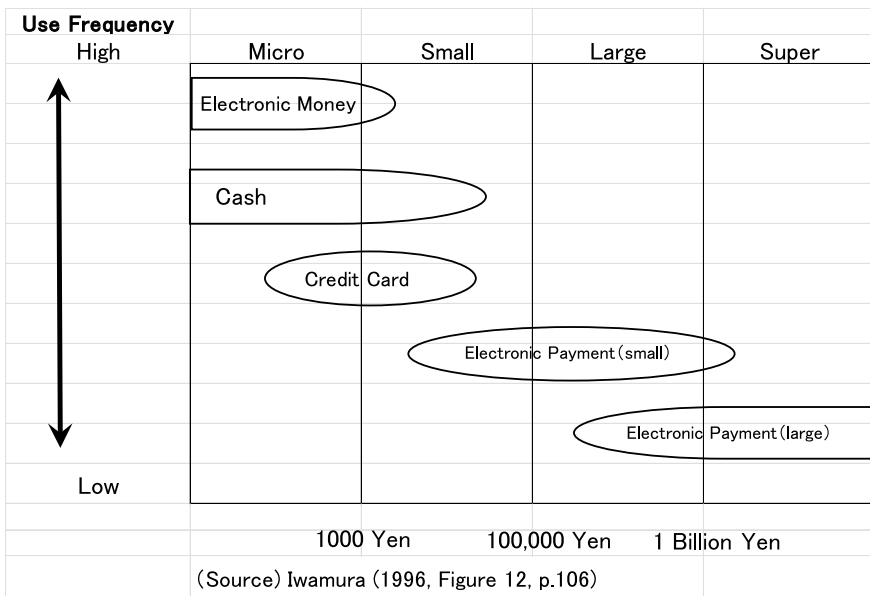 Use Frequency
High Micro Small Large Super
Electronic Money
Cash
Credit Card
Electronic Payment(small)
Electronic Payment(large)
Low
1000 Yen 100,000 Yen 1 Billion Yen
(Source) Iwamura (1996, Figure 12, p.106)